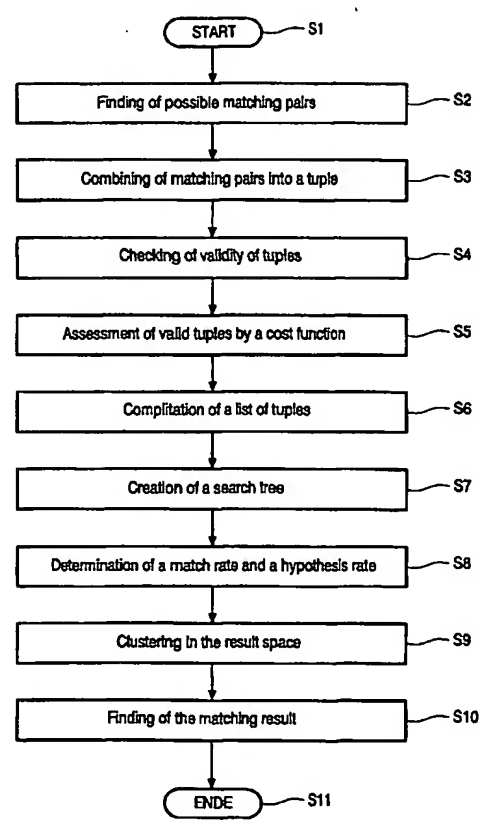 START
S1
Finding of possible matching pairs
S2
Combining of matching pairs into a tuple
S3
Checking of validity of tuples
S4
Assessment of valid tuples by a cost function
S5
Complitation of a list of tuples
S6
Creation of a search tree
S7
Determination of a match rate and a hypothesis rate
S8
Clustering in the result space
S9
Finding of the matching result
S10
ENDE
S11